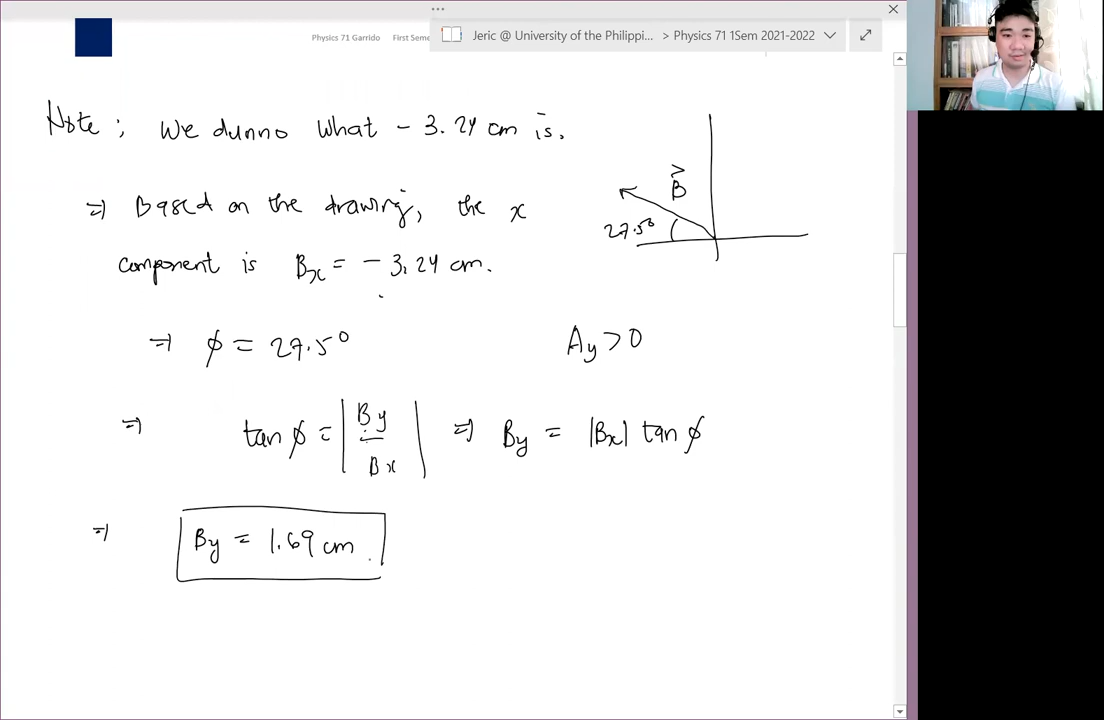 Physics 71 Garrido First Seme
Jeric @ University of the Philippi... > Physics 71 1Sem 2021-2022
Note: We dunno what -3.24 cm is.
⇒ Based on the drawing, the x
component is Bx = -3.24 cm.
B
27.5°
⇒ φ = 27.5°
Ay > 0
⇒ tan φ = |By/Bx| ⇒ By = |Bx| tan φ
⇒ By = 1.69 cm.